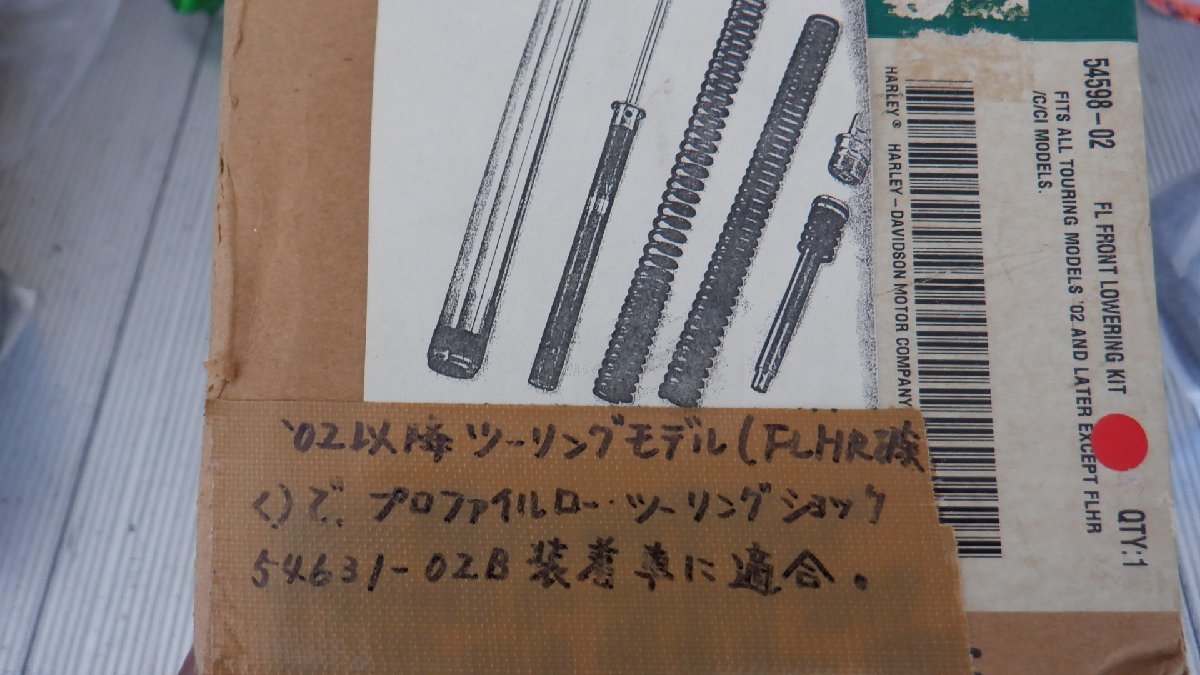 54598-02 FL FRONT LOWERING KIT QTY:1
FITS ALL TOURING MODELS '02 AND LATER EXCEPT FLHR
/C/CI MODELS.
HARLEY® HARLEY-DAVIDSON MOTOR COMPANY
'02以降ツーリングモデル(FLHR除
く)で、プロファイルロー・ツーリングショック
54631-02B 装着車に適合。